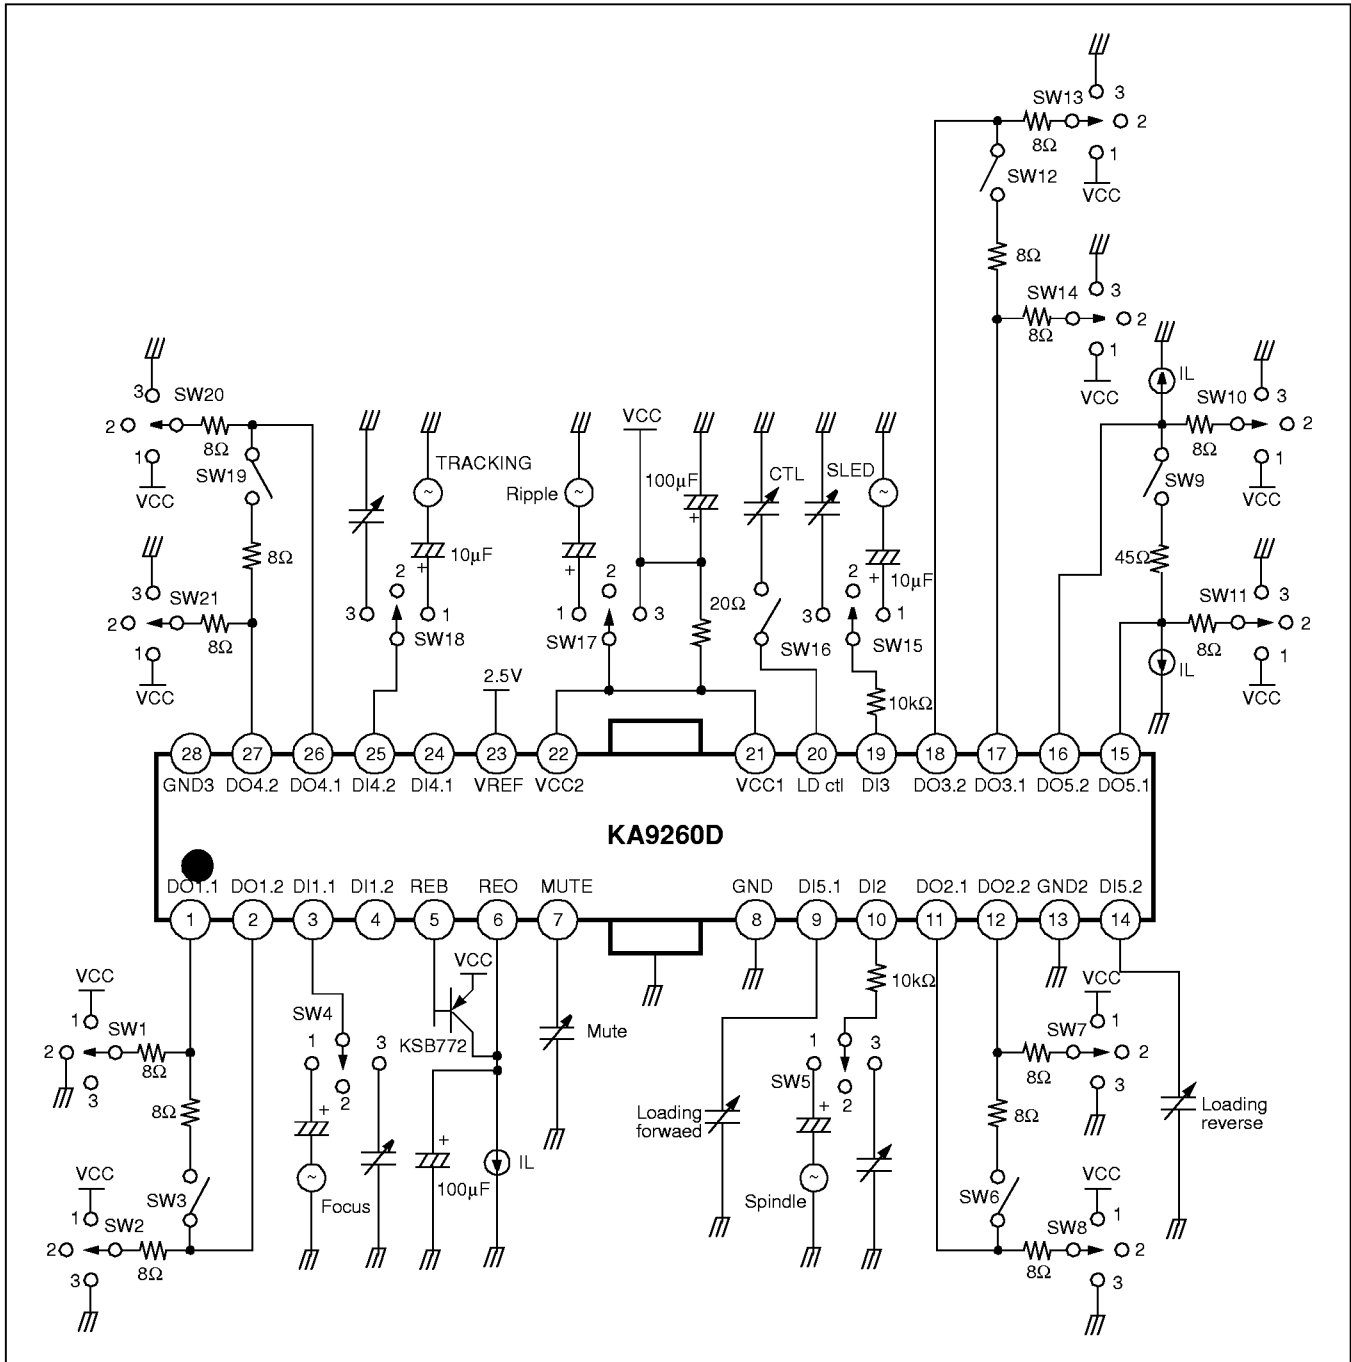 3
SW13
2
8Ω
1
SW12
VCC
8Ω
3
SW14
2
8Ω
1
VCC
IL
3
SW10
2
8Ω
1
SW9
VCC
45Ω
3
SW11
2
8Ω
1
IL
VCC
3
SW20
2
8Ω
1
SW19
VCC
8Ω
3
SW21
2
8Ω
1
VCC
TRACKING
10µF
+
2
3
1
SW18
Ripple
+
2
1
3
SW17
VCC
100µF
+
20Ω
CTL
SW16
SLED
10µF
+
2
3
1
SW15
10kΩ
2.5V
28 27 26 25 24 23 22 21 20 19 18 17 16 15
GND3 DO4.2 DO4.1 DI4.2 DI4.1 VREF VCC2 VCC1 LD ctl DI3 DO3.2 DO3.1 DO5.2 DO5.1
KA9260D
DO1.1 DO1.2 DI1.1 DI1.2 REB REO MUTE GND DI5.1 DI2 DO2.1 DO2.2 GND2 DI5.2
1 2 3 4 5 6 7 8 9 10 11 12 13 14
VCC
1
SW1
2
8Ω
3
8Ω
SW3
VCC
1
SW2
2
8Ω
3
SW4
1
3
2
+
Focus
VCC
KSB772
+
100µF
IL
Mute
Loading
forwaed
10kΩ
1
3
SW5
2
+
Spindle
VCC
1
SW7
2
8Ω
3
8Ω
SW6
VCC
1
SW8
2
8Ω
3
Loading
reverse